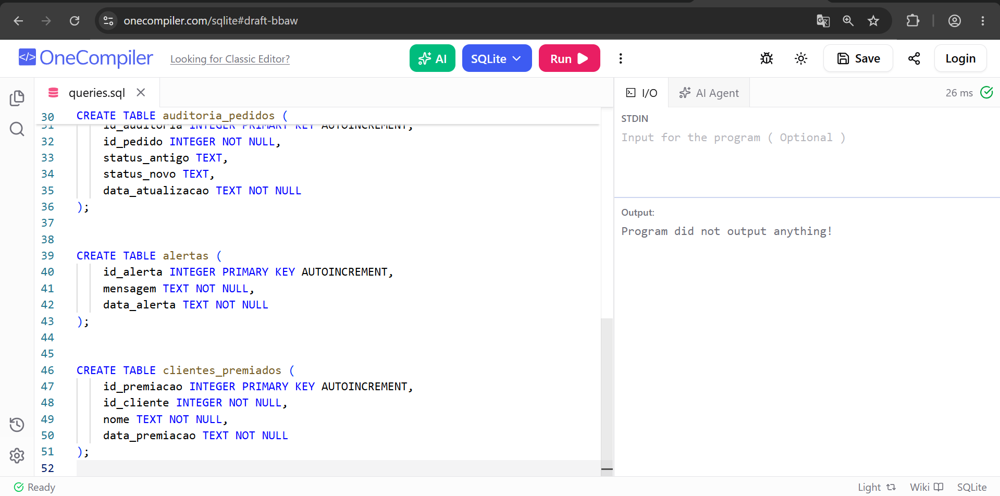 onecompiler.com/sqlite#draft-bbaw
</> OneCompiler
Looking for Classic Editor?
AI
SQLite
Run
Save
Login
queries.sql
I/O
AI Agent
26 ms
30 CREATE TABLE auditoria_pedidos (
31 id_auditoria INTEGER PRIMARY KEY AUTOINCREMENT,
32 id_pedido INTEGER NOT NULL,
33 status_antigo TEXT,
34 status_novo TEXT,
35 data_atualizacao TEXT NOT NULL
36 );
37
38
39 CREATE TABLE alertas (
40 id_alerta INTEGER PRIMARY KEY AUTOINCREMENT,
41 mensagem TEXT NOT NULL,
42 data_alerta TEXT NOT NULL
43 );
44
45
46 CREATE TABLE clientes_premiados (
47 id_premiacao INTEGER PRIMARY KEY AUTOINCREMENT,
48 id_cliente INTEGER NOT NULL,
49 nome TEXT NOT NULL,
50 data_premiacao TEXT NOT NULL
51 );
52
STDIN
Input for the program ( Optional )
Output:
Program did not output anything!
Ready
Light
Wiki
SQLite